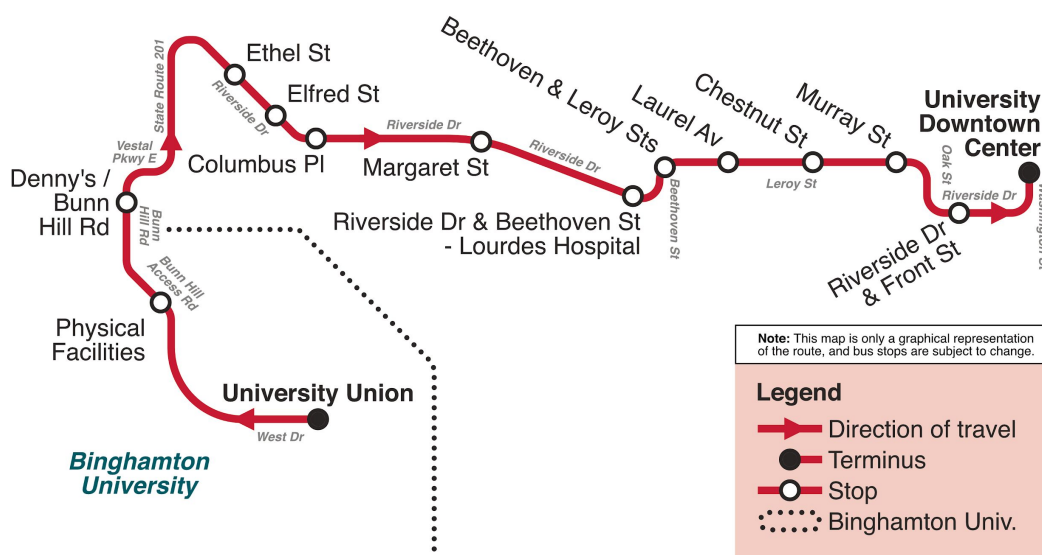 Ethel St
Elfred St
Columbus Pl
Margaret St
Beethoven & Leroy Sts
Laurel Av
Chestnut St
Murray St
University
Downtown
Center
State Route 201
Riverside Dr
Riverside Dr
Riverside Dr
Vestal
Pkwy E
Denny's /
Bunn
Hill Rd
Bunn
Hill Rd
Bunn Hill
Access Rd
Riverside Dr & Beethoven St
- Lourdes Hospital
Beethoven St
Leroy St
Oak St
Riverside Dr
Washington St
Riverside Dr
& Front St
Physical
Facilities
University Union
West Dr
Binghamton
University
Note: This map is only a graphical representation
of the route, and bus stops are subject to change.
Legend
Direction of travel
Terminus
Stop
Binghamton Univ.